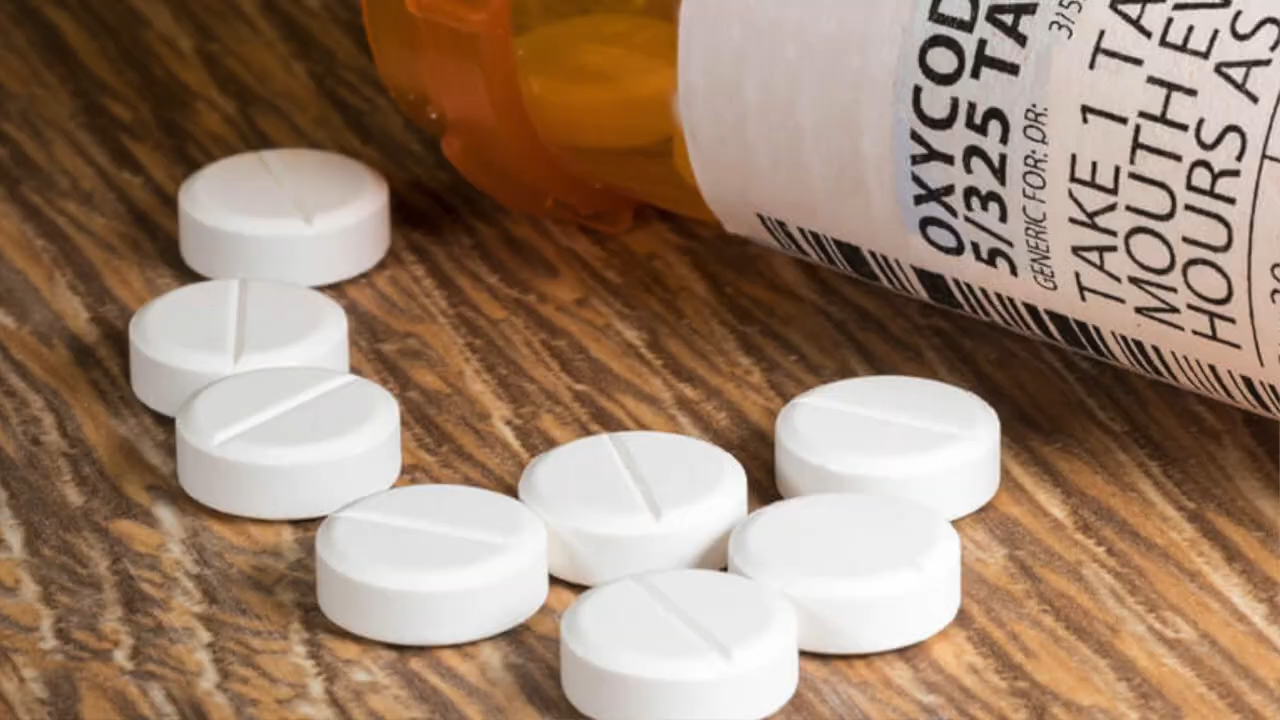 OXYCOD
5/325 TA
GENERIC FOR: DR:
TAKE 1 TA
MOUTH EV
HOURS AS